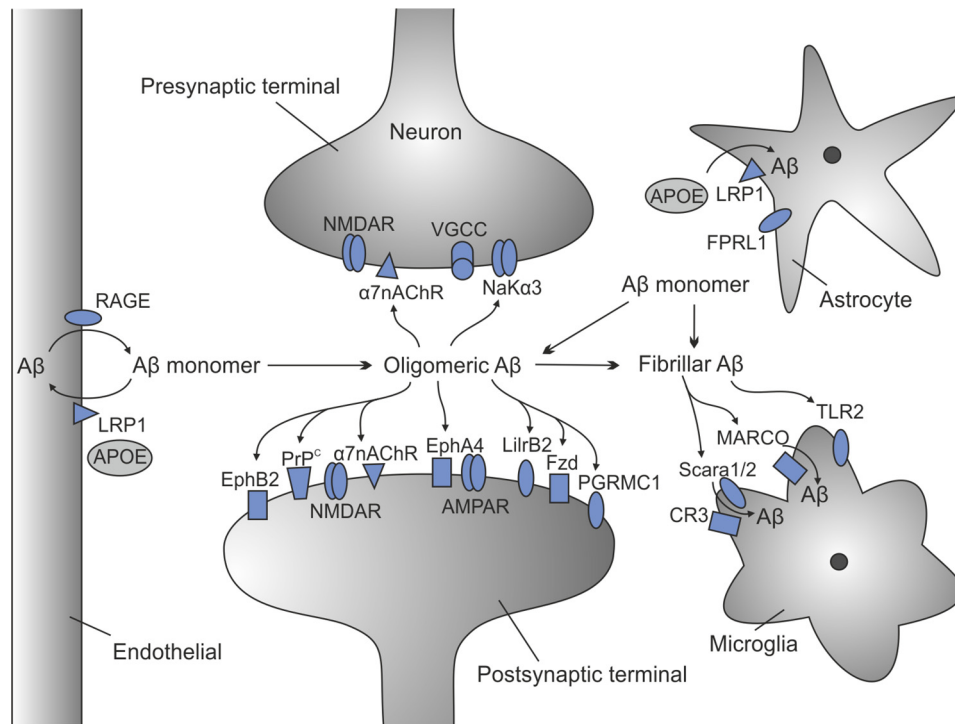 Presynaptic terminal
Neuron
NMDAR
VGCC
α7nAChR
NaKα3
APOE
LRP1
Aβ
FPRL1
Astrocyte
RAGE
Aβ
Aβ monomer
LRP1
APOE
Endothelial
Aβ monomer
Oligomeric Aβ
Fibrillar Aβ
EphB2
PrPᶜ
α7nAChR
NMDAR
EphA4
AMPAR
LilrB2
Fzd
PGRMC1
Postsynaptic terminal
TLR2
MARCO
Scara1/2
Aβ
CR3
Aβ
Microglia